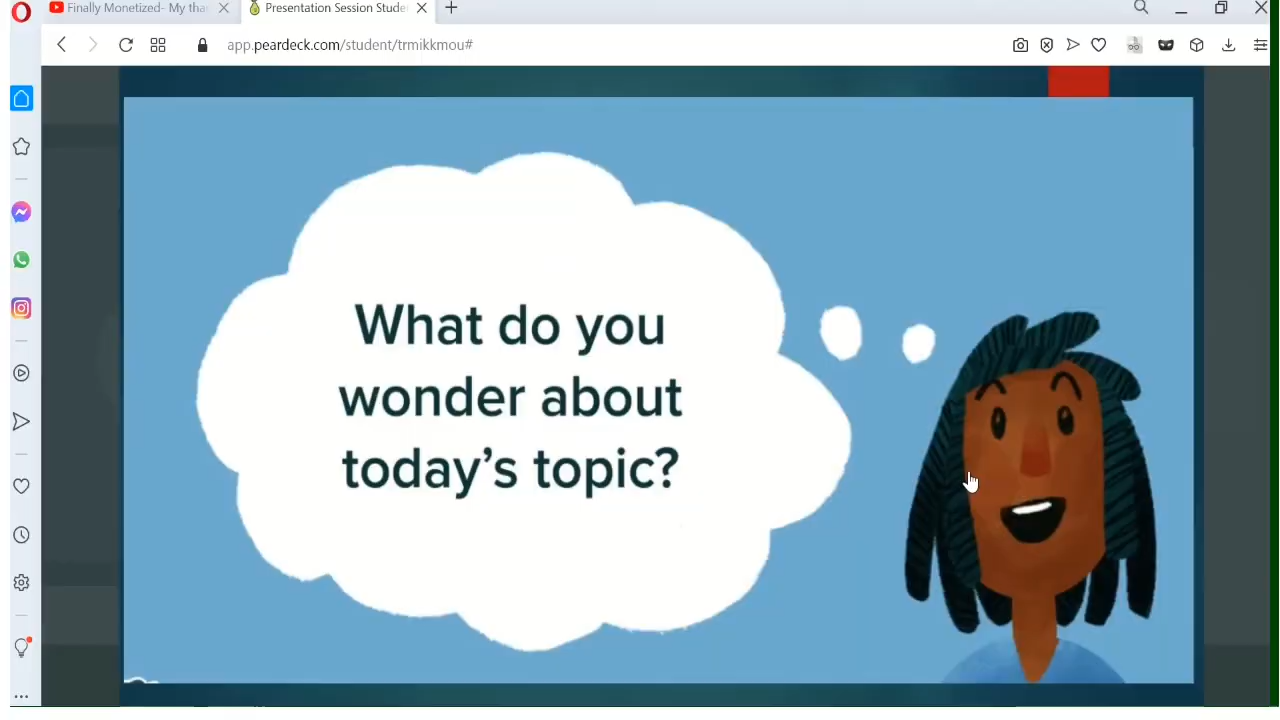 Finally Monetized- My tha
Presentation Session Stude
app.peardeck.com/student/trmikkmou#
What do you
wonder about
today's topic?